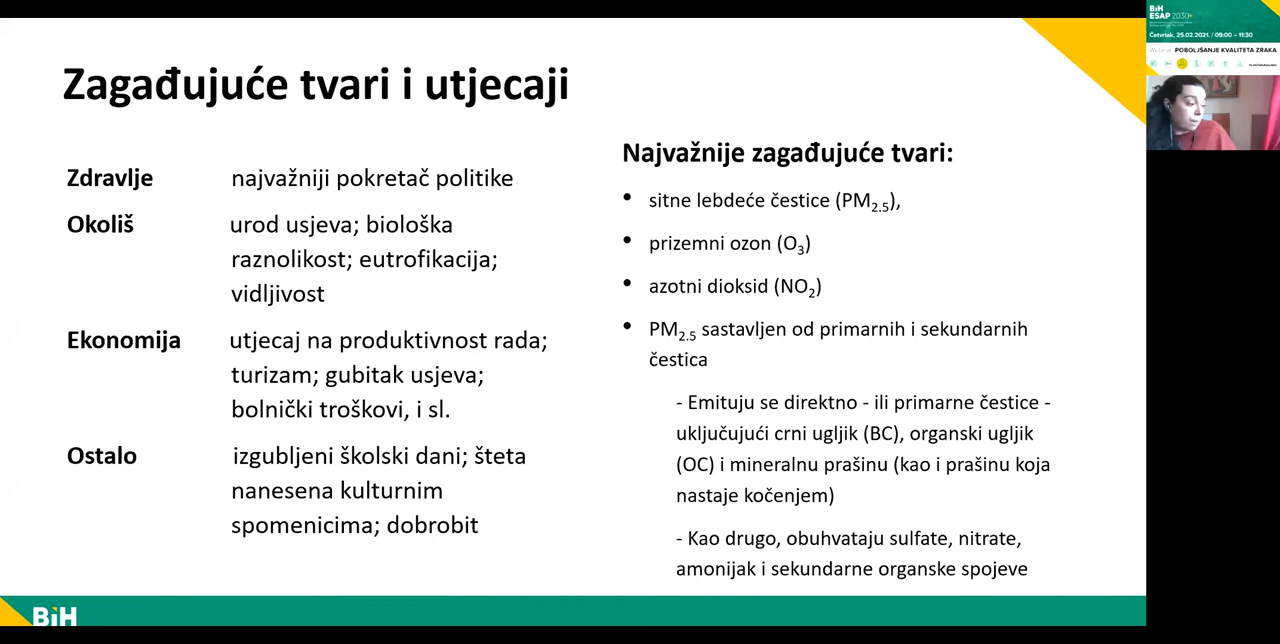 Zagađujuće tvari i utjecaji
Zdravlje najvažniji pokretač politike
Okoliš urod usjeva; biološka
raznolikost; eutrofikacija;
vidljivost
Ekonomija utjecaj na produktivnost rada;
turizam; gubitak usjeva;
bolnički troškovi, i sl.
Ostalo izgubljeni školski dani; šteta
nanesena kulturnim
spomenicima; dobrobit
Najvažnije zagađujuće tvari:
• sitne lebdeće čestice (PM2.5),
• prizemni ozon (O3)
• azotni dioksid (NO2)
• PM2.5 sastavljen od primarnih i sekundarnih
čestica
- Emituju se direktno - ili primarne čestice -
uključujući crni ugljik (BC), organski ugljik
(OC) i mineralnu prašinu (kao i prašinu koja
nastaje kočenjem)
- Kao drugo, obuhvataju sulfate, nitrate,
amonijak i sekundarne organske spojeve
BiH
BiH
ESAP 2030+
Četvrtak, 25.02.2021. / 09:00 – 11:30
Webinar: POBOLJŠANJE KVALITETA ZRAKA